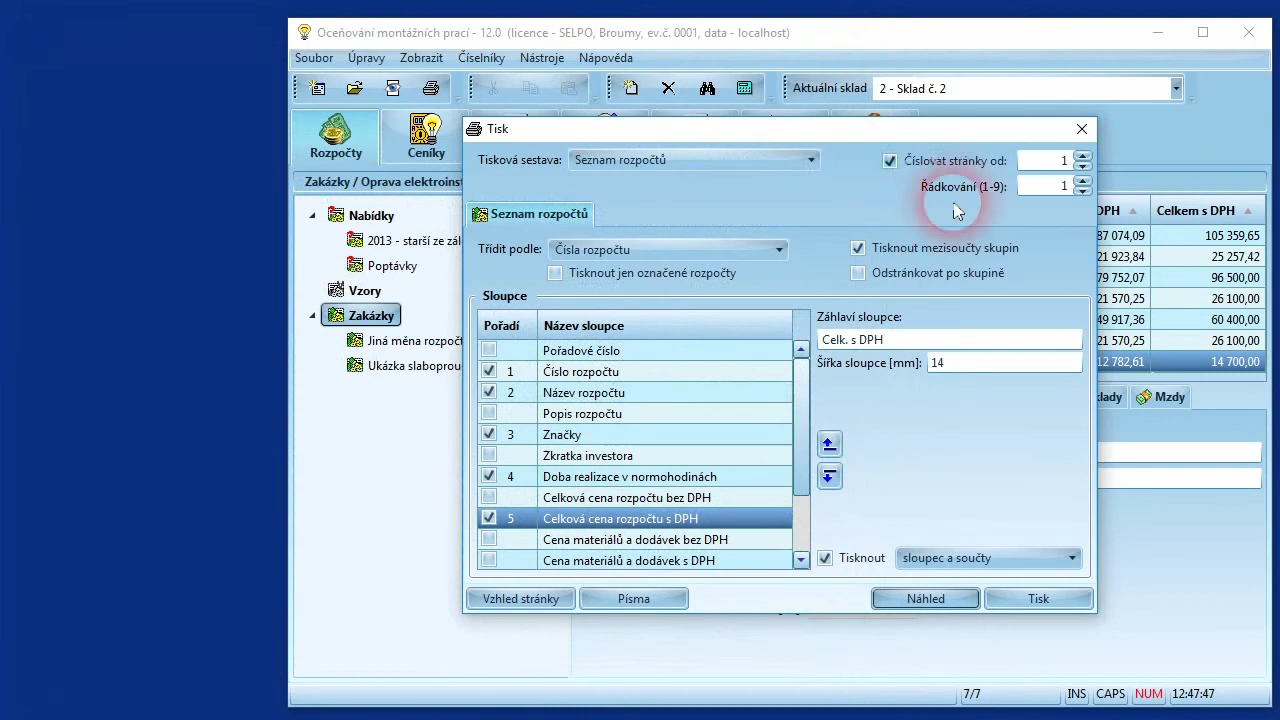 Oceňování montážních prací - 12.0 (licence - SELPO, Broumy, ev.č. 0001, data - localhost)
Soubor Úpravy Zobrazit Číselníky Nástroje Nápověda
Aktuální sklad 2 - Sklad č. 2
Rozpočty
Ceníky
Zakázky / Oprava elektroinst
Nabídky
2013 - starší ze zál
Poptávky
Vzory
Zakázky
Jiná měna rozpočt
Ukázka slaboprou
Tisk
Tisková sestava: Seznam rozpočtů
Číslovat stránky od: 1
Řádkování (1-9): 1
Seznam rozpočtů
Třídit podle: Čísla rozpočtu
Tisknout mezisoučty skupin
Tisknout jen označené rozpočty
Odstránkovat po skupině
Sloupce
Pořadí Název sloupce
Pořadové číslo
1 Číslo rozpočtu
2 Název rozpočtu
Popis rozpočtu
3 Značky
Zkratka investora
4 Doba realizace v normohodinách
Celková cena rozpočtu bez DPH
5 Celková cena rozpočtu s DPH
Cena materiálů a dodávek bez DPH
Cena materiálů a dodávek s DPH
Záhlaví sloupce:
Celk. s DPH
Šířka sloupce [mm]: 14
Tisknout sloupec a součty
Vzhled stránky Písma Náhled Tisk
DPH Celkem s DPH
87 074,09 105 359,65
21 923,84 25 257,42
79 752,07 96 500,00
21 570,25 26 100,00
49 917,36 60 400,00
21 570,25 26 100,00
12 782,61 14 700,00
klady Mzdy
7/7 INS CAPS NUM 12:47:47